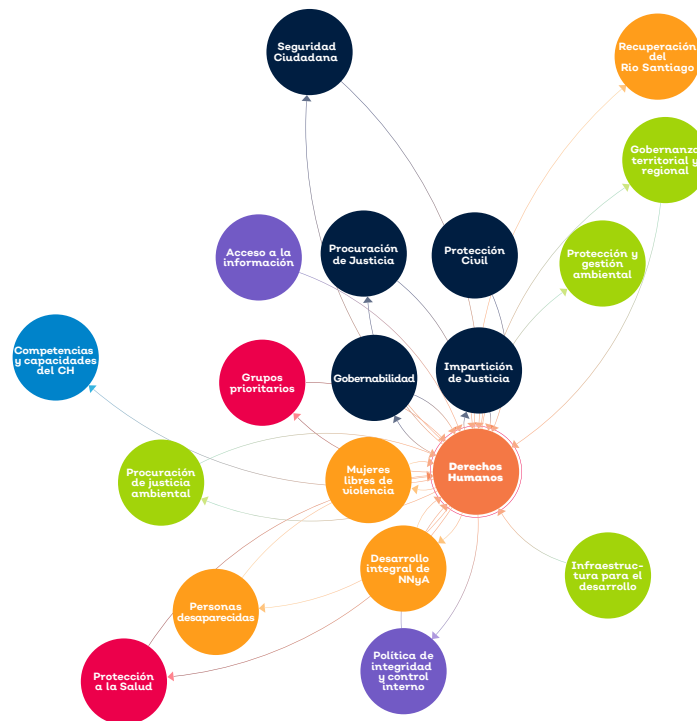 Seguridad
Ciudadana
Recuperación
del
Rio Santiago
Gobernanza
territorial y
regional
Acceso a la
información
Procuración
de Justicia
Protección
Civil
Protección y
gestión
ambiental
Competencias
y capacidades
del CH
Grupos
prioritarios
Gobernabilidad
Impartición
de Justicia
Procuración
de justicia
ambiental
Mujeres
libres de
violencia
Derechos
Humanos
Desarrollo
integral de
NNyA
Infraestruc-
tura para el
desarrollo
Personas
desaparecidas
Política de
integridad
y control
interno
Protección
a la Salud